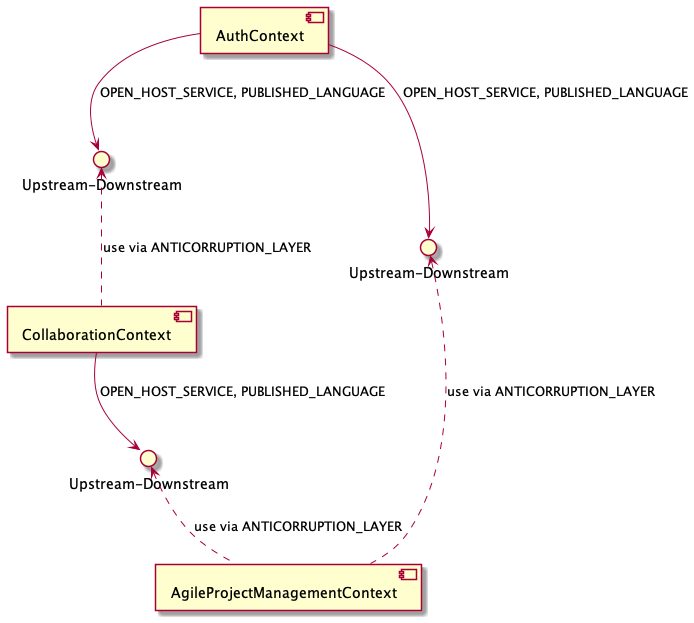 AuthContext
OPEN_HOST_SERVICE, PUBLISHED_LANGUAGE
OPEN_HOST_SERVICE, PUBLISHED_LANGUAGE
Upstream-Downstream
use via ANTICORRUPTION_LAYER
Upstream-Downstream
CollaborationContext
OPEN_HOST_SERVICE, PUBLISHED_LANGUAGE
use via ANTICORRUPTION_LAYER
Upstream-Downstream
use via ANTICORRUPTION_LAYER
AgileProjectManagementContext